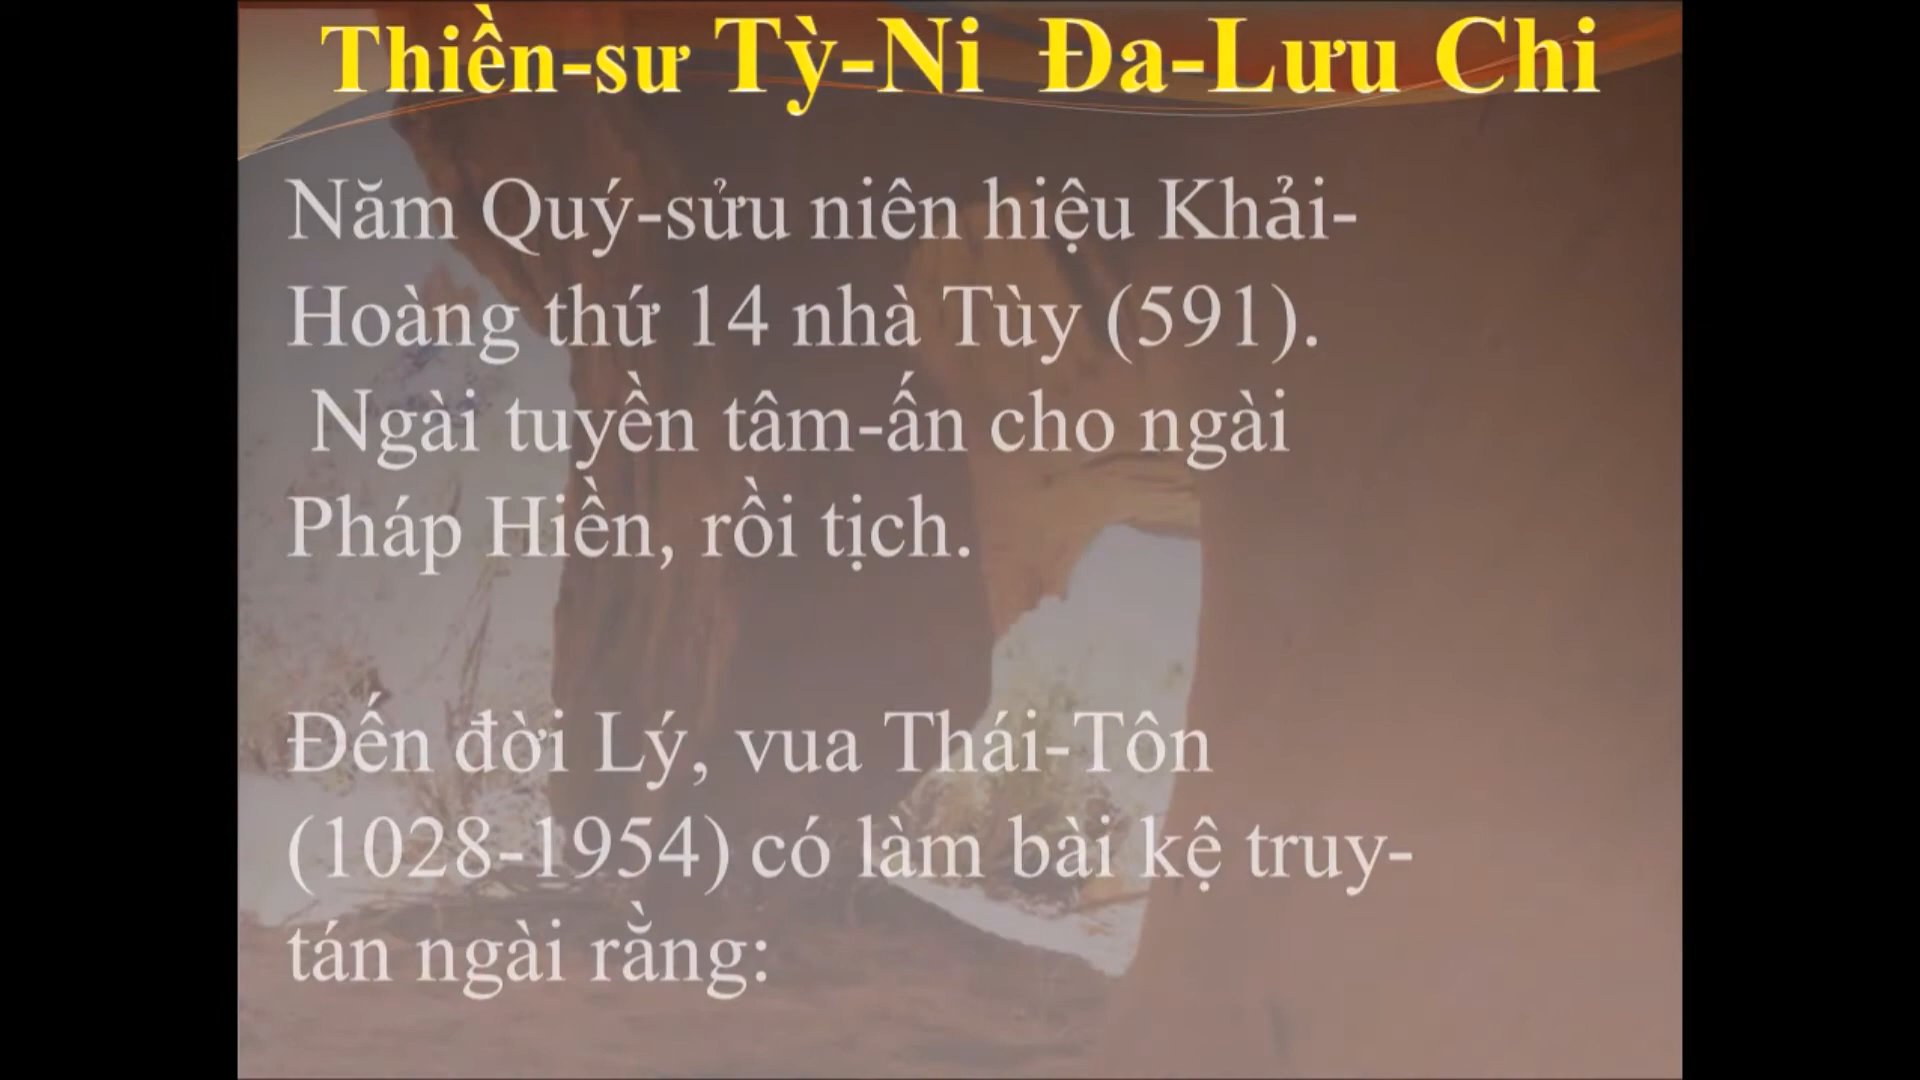 Thiền-sư Tỳ-Ni Đa-Lưu Chi
Năm Quý-sửu niên hiệu Khải-
Hoàng thứ 14 nhà Tùy (591).
Ngài tuyền tâm-ấn cho ngài
Pháp Hiền, rồi tịch.
Đến đời Lý, vua Thái-Tôn
(1028-1954) có làm bài kệ truy-
tán ngài rằng: